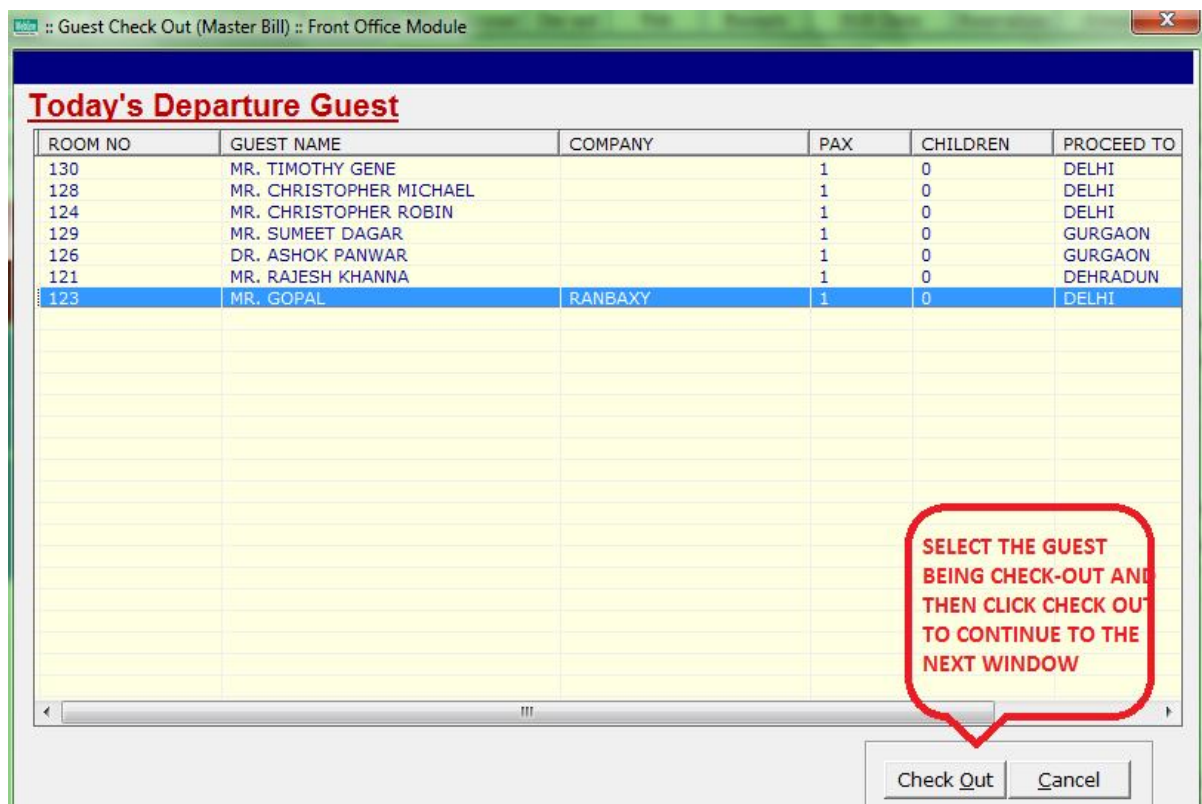 :: Guest Check Out (Master Bill) :: Front Office Module
X
Today's Departure Guest
ROOM NO GUEST NAME COMPANY PAX CHILDREN PROCEED TO
130 MR. TIMOTHY GENE 1 0 DELHI
128 MR. CHRISTOPHER MICHAEL 1 0 DELHI
124 MR. CHRISTOPHER ROBIN 1 0 DELHI
129 MR. SUMEET DAGAR 1 0 GURGAON
126 DR. ASHOK PANWAR 1 0 GURGAON
121 MR. RAJESH KHANNA 1 0 DEHRADUN
123 MR. GOPAL RANBAXY 1 0 DELHI
SELECT THE GUEST
BEING CHECK-OUT AND
THEN CLICK CHECK OUT
TO CONTINUE TO THE
NEXT WINDOW
Check Out Cancel